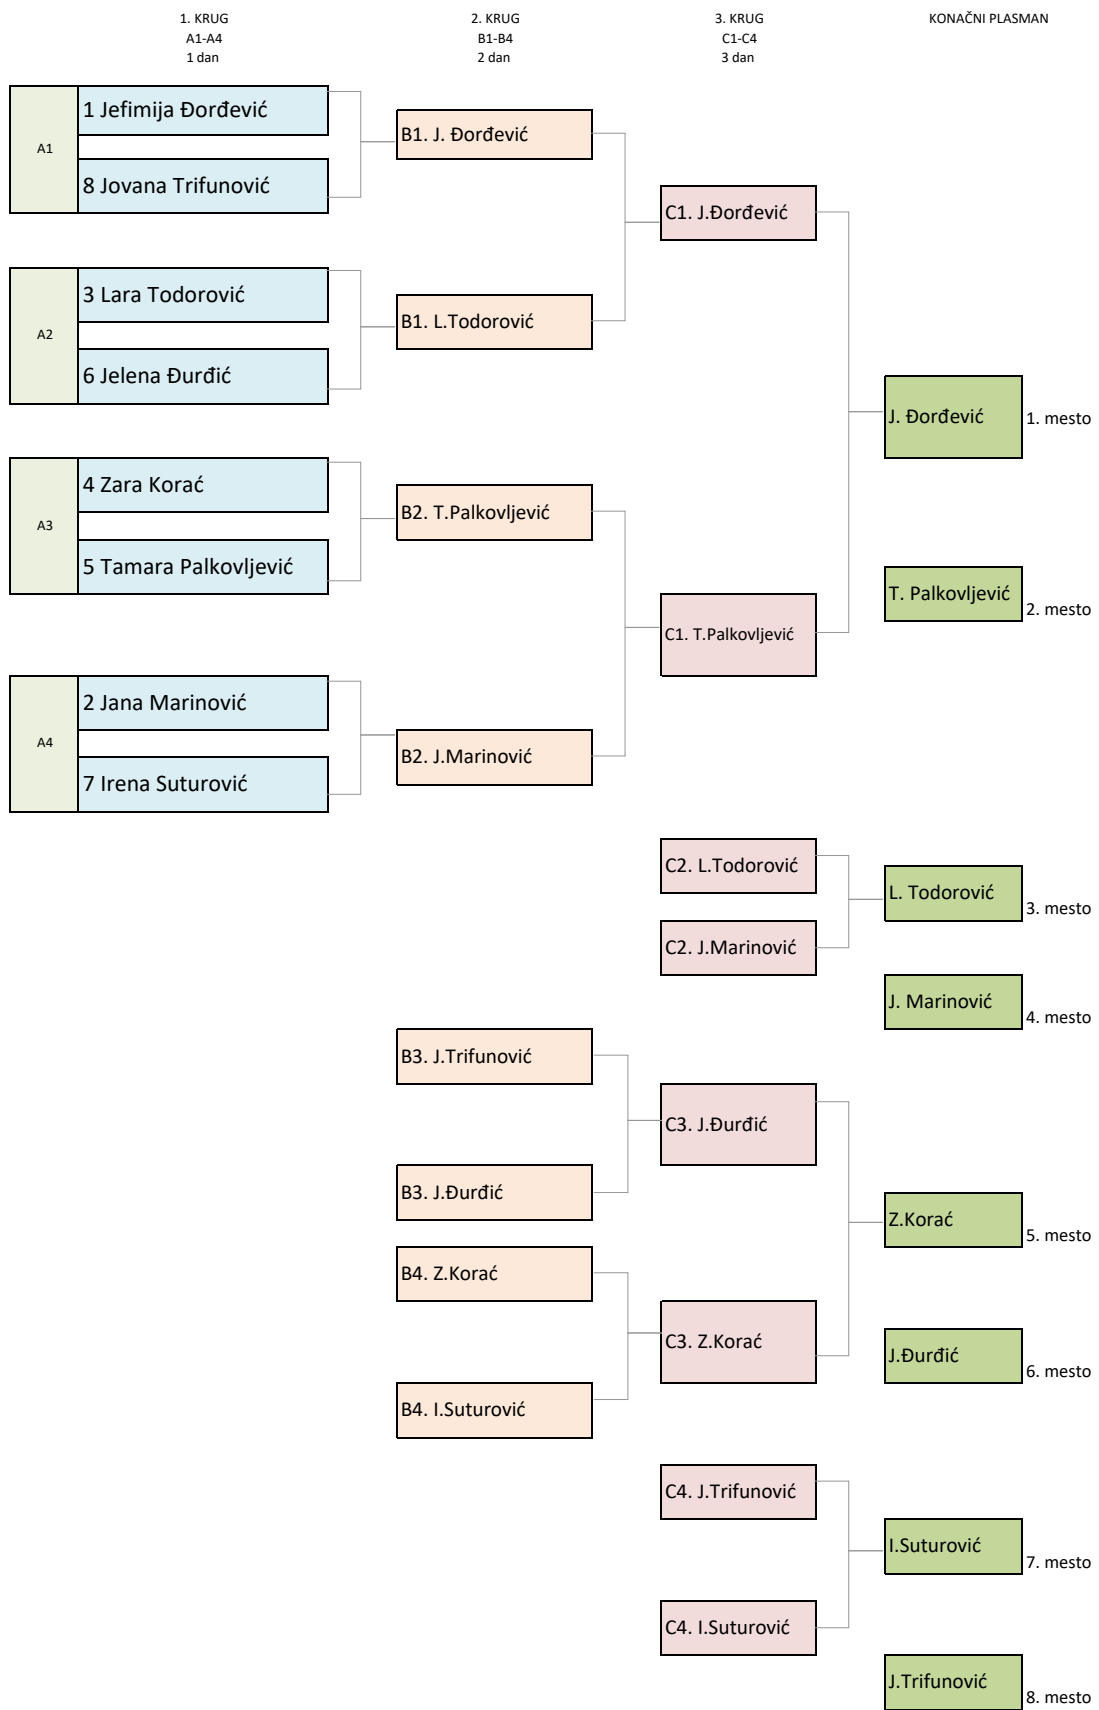 1. KRUG
A1-A4
1 dan
2. KRUG
B1-B4
2 dan
3. KRUG
C1-C4
3 dan
KONAČNI PLASMAN
A1
1 Jefimija Đorđević
8 Jovana Trifunović
A2
3 Lara Todorović
6 Jelena Đurđić
A3
4 Zara Korać
5 Tamara Palkovljević
A4
2 Jana Marinović
7 Irena Suturović
B1. J. Đorđević
B1. L.Todorović
B2. T.Palkovljević
B2. J.Marinović
C1. J.Đorđević
C1. T.Palkovljević
J. Đorđević
1. mesto
T. Palkovljević
2. mesto
C2. L.Todorović
C2. J.Marinović
L. Todorović
3. mesto
J. Marinović
4. mesto
B3. J.Trifunović
B3. J.Đurđić
B4. Z.Korać
B4. I.Suturović
C3. J.Đurđić
C3. Z.Korać
Z.Korać
5. mesto
J.Đurđić
6. mesto
C4. J.Trifunović
C4. I.Suturović
I.Suturović
7. mesto
J.Trifunović
8. mesto